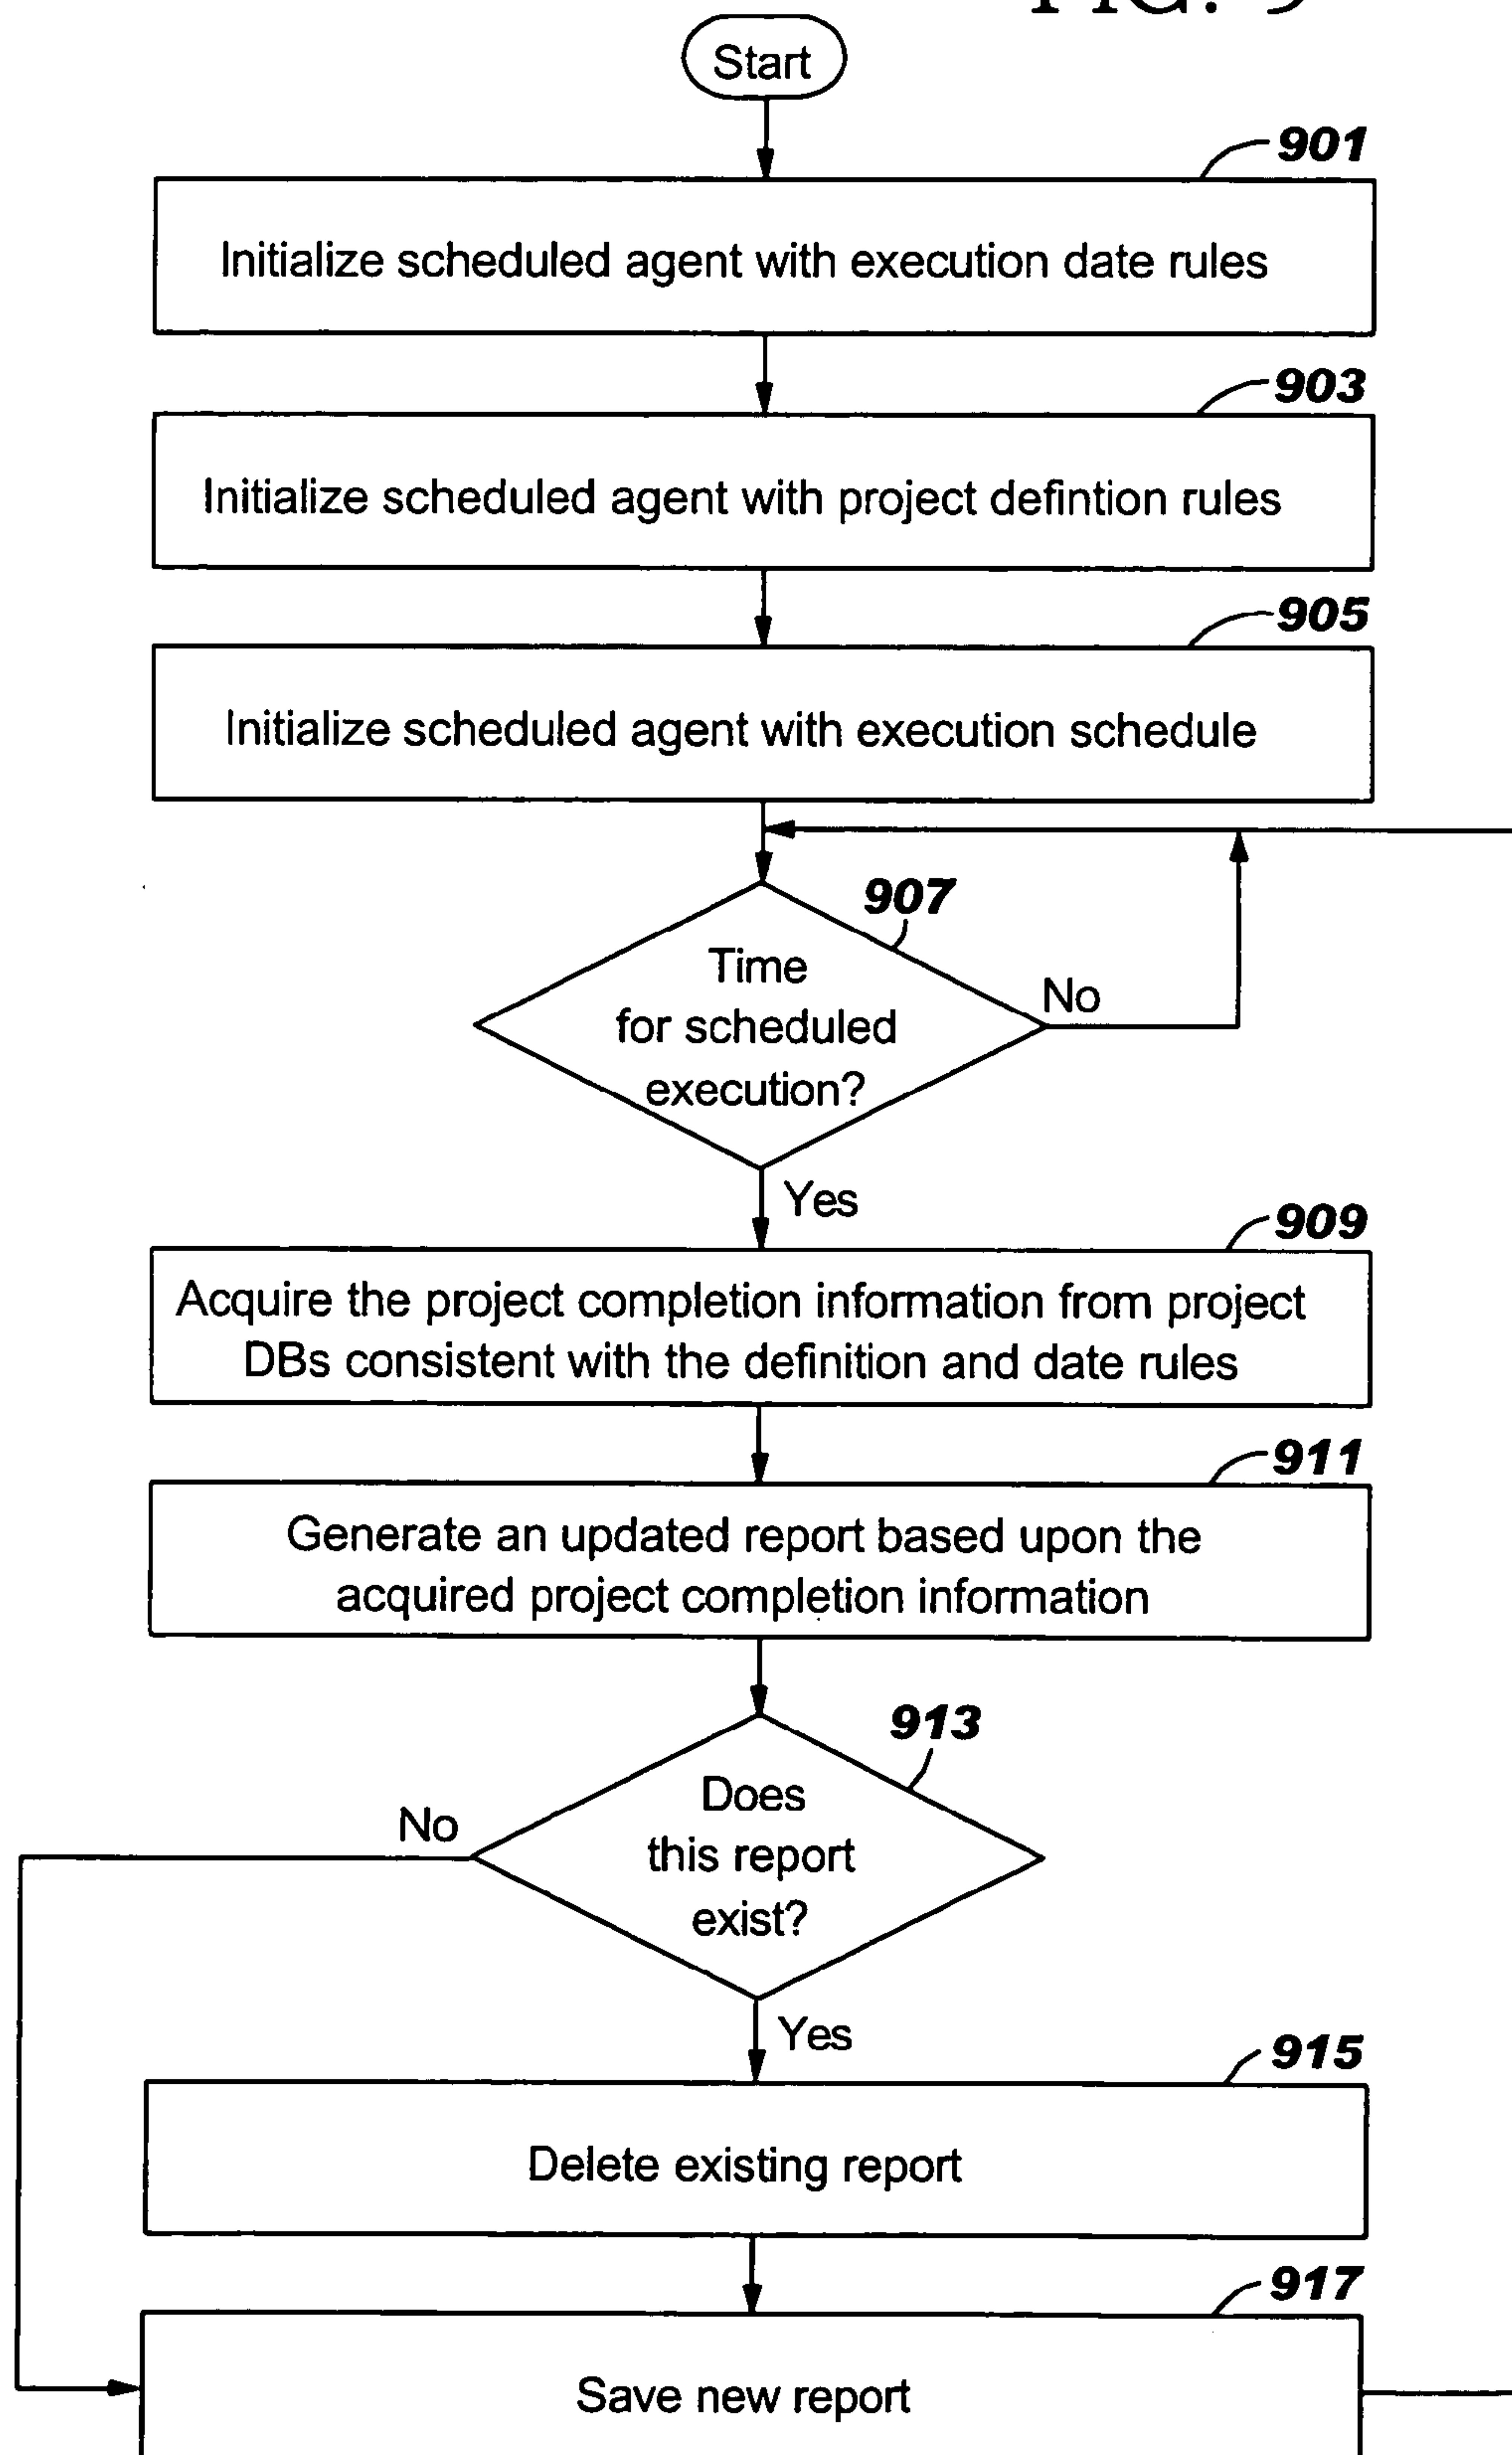 FIG. 9
Start
901
Initialize scheduled agent with execution date rules
903
Initialize scheduled agent with project defintion rules
905
Initialize scheduled agent with execution schedule
907
Time
for scheduled
execution?
No
Yes
909
Acquire the project completion information from project
DBs consistent with the definition and date rules
911
Generate an updated report based upon the
acquired project completion information
913
Does
this report
exist?
No
Yes
915
Delete existing report
917
Save new report